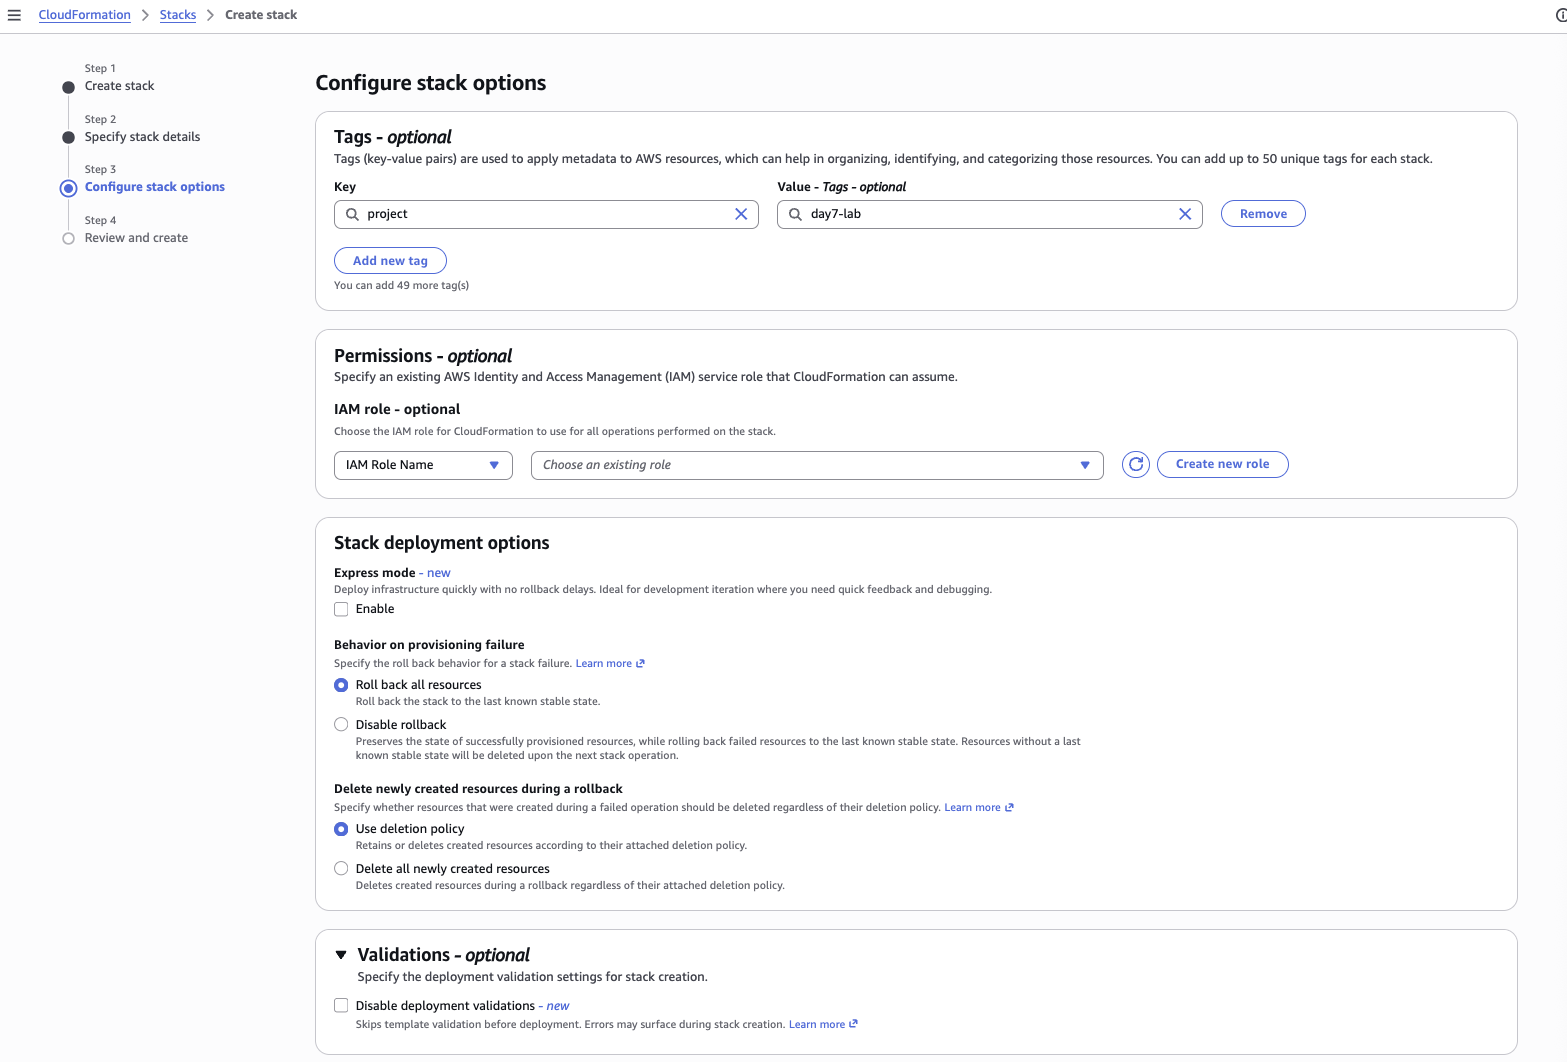 CloudFormation > Stacks > Create stack
Step 1
Create stack
Step 2
Specify stack details
Step 3
Configure stack options
Step 4
Review and create
Configure stack options
Tags - optional
Tags (key-value pairs) are used to apply metadata to AWS resources, which can help in organizing, identifying, and categorizing those resources. You can add up to 50 unique tags for each stack.
Key
Value - Tags - optional
project
day7-lab
Remove
Add new tag
You can add 49 more tag(s)
Permissions - optional
Specify an existing AWS Identity and Access Management (IAM) service role that CloudFormation can assume.
IAM role - optional
Choose the IAM role for CloudFormation to use for all operations performed on the stack.
IAM Role Name
Choose an existing role
Create new role
Stack deployment options
Express mode - new
Deploy infrastructure quickly with no rollback delays. Ideal for development iteration where you need quick feedback and debugging.
Enable
Behavior on provisioning failure
Specify the roll back behavior for a stack failure. Learn more
Roll back all resources
Roll back the stack to the last known stable state.
Disable rollback
Preserves the state of successfully provisioned resources, while rolling back failed resources to the last known stable state. Resources without a last
known stable state will be deleted upon the next stack operation.
Delete newly created resources during a rollback
Specify whether resources that were created during a failed operation should be deleted regardless of their deletion policy. Learn more
Use deletion policy
Retains or deletes created resources according to their attached deletion policy.
Delete all newly created resources
Deletes created resources during a rollback regardless of their attached deletion policy.
Validations - optional
Specify the deployment validation settings for stack creation.
Disable deployment validations - new
Skips template validation before deployment. Errors may surface during stack creation. Learn more